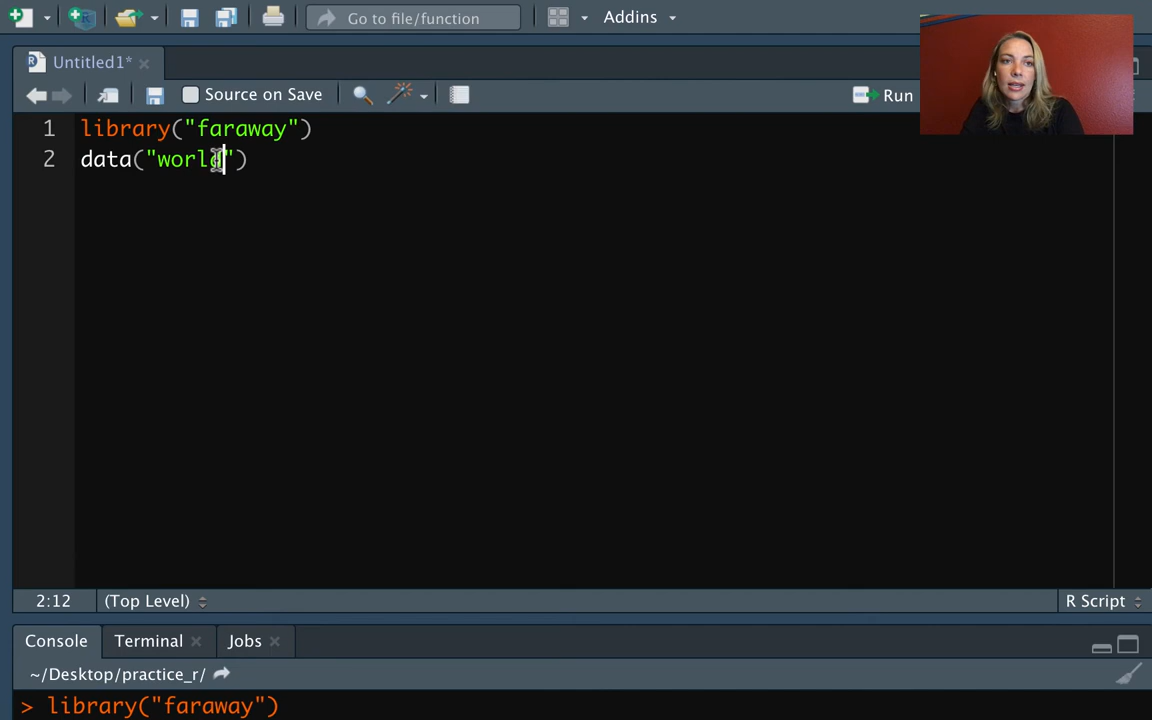 Go to file/function
Addins
Untitled1*
Source on Save
Run
1 library("faraway")
2 data("world")
2:12
(Top Level)
R Script
Console
Terminal
Jobs
~/Desktop/practice_r/
> library("faraway")